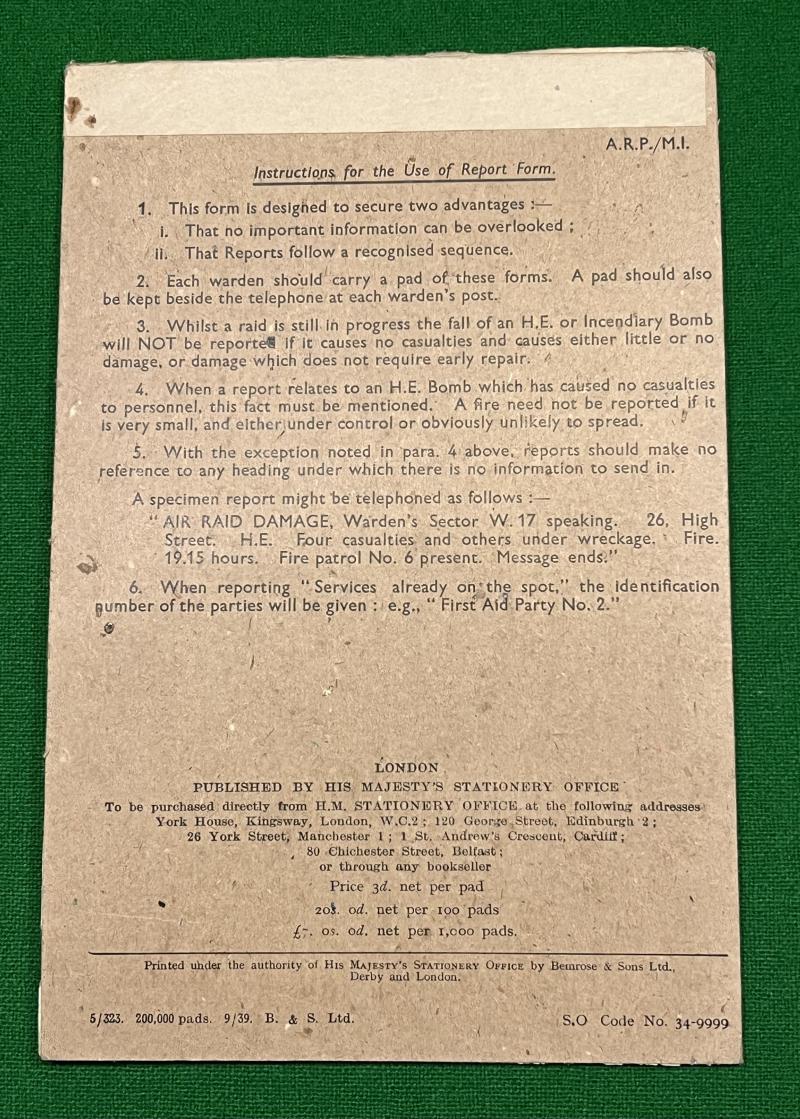 A.R.P./M.I.
Instructions for the Use of Report Form.
1. This form is designed to secure two advantages :—
i. That no important information can be overlooked ;
ii. That Reports follow a recognised sequence.
2. Each warden should carry a pad of these forms. A pad should also
be kept beside the telephone at each warden's post.
3. Whilst a raid is still in progress the fall of an H.E. or Incendiary Bomb
will NOT be reported if it causes no casualties and causes either little or no
damage, or damage which does not require early repair.
4. When a report relates to an H.E. Bomb which has caused no casualties
to personnel, this fact must be mentioned. A fire need not be reported if it
is very small, and either under control or obviously unlikely to spread.
5. With the exception noted in para. 4 above, reports should make no
reference to any heading under which there is no information to send in.
A specimen report might be telephoned as follows :—
"AIR RAID DAMAGE, Warden's Sector W.17 speaking. 26, High
Street. H.E. Four casualties and others under wreckage. Fire.
19.15 hours. Fire patrol No. 6 present. Message ends."
6. When reporting "Services already on the spot," the identification
number of the parties will be given : e.g., "First Aid Party No. 2."
LONDON
PUBLISHED BY HIS MAJESTY'S STATIONERY OFFICE
To be purchased directly from H.M. STATIONERY OFFICE at the following addresses
York House, Kingsway, London, W.C.2 ; 120 George Street, Edinburgh 2 ;
26 York Street, Manchester 1 ; 1 St. Andrew's Crescent, Cardiff ;
80 Chichester Street, Belfast ;
or through any bookseller
Price 3d. net per pad
20s. 0d. net per 100 pads
0s. 0d. net per 1,000 pads.
Printed under the authority of HIS MAJESTY'S STATIONERY OFFICE by Bemrose & Sons Ltd.,
Derby and London.
5/323. 200,000 pads. 9/39. B. & S. Ltd.
S.O Code No. 34-9999